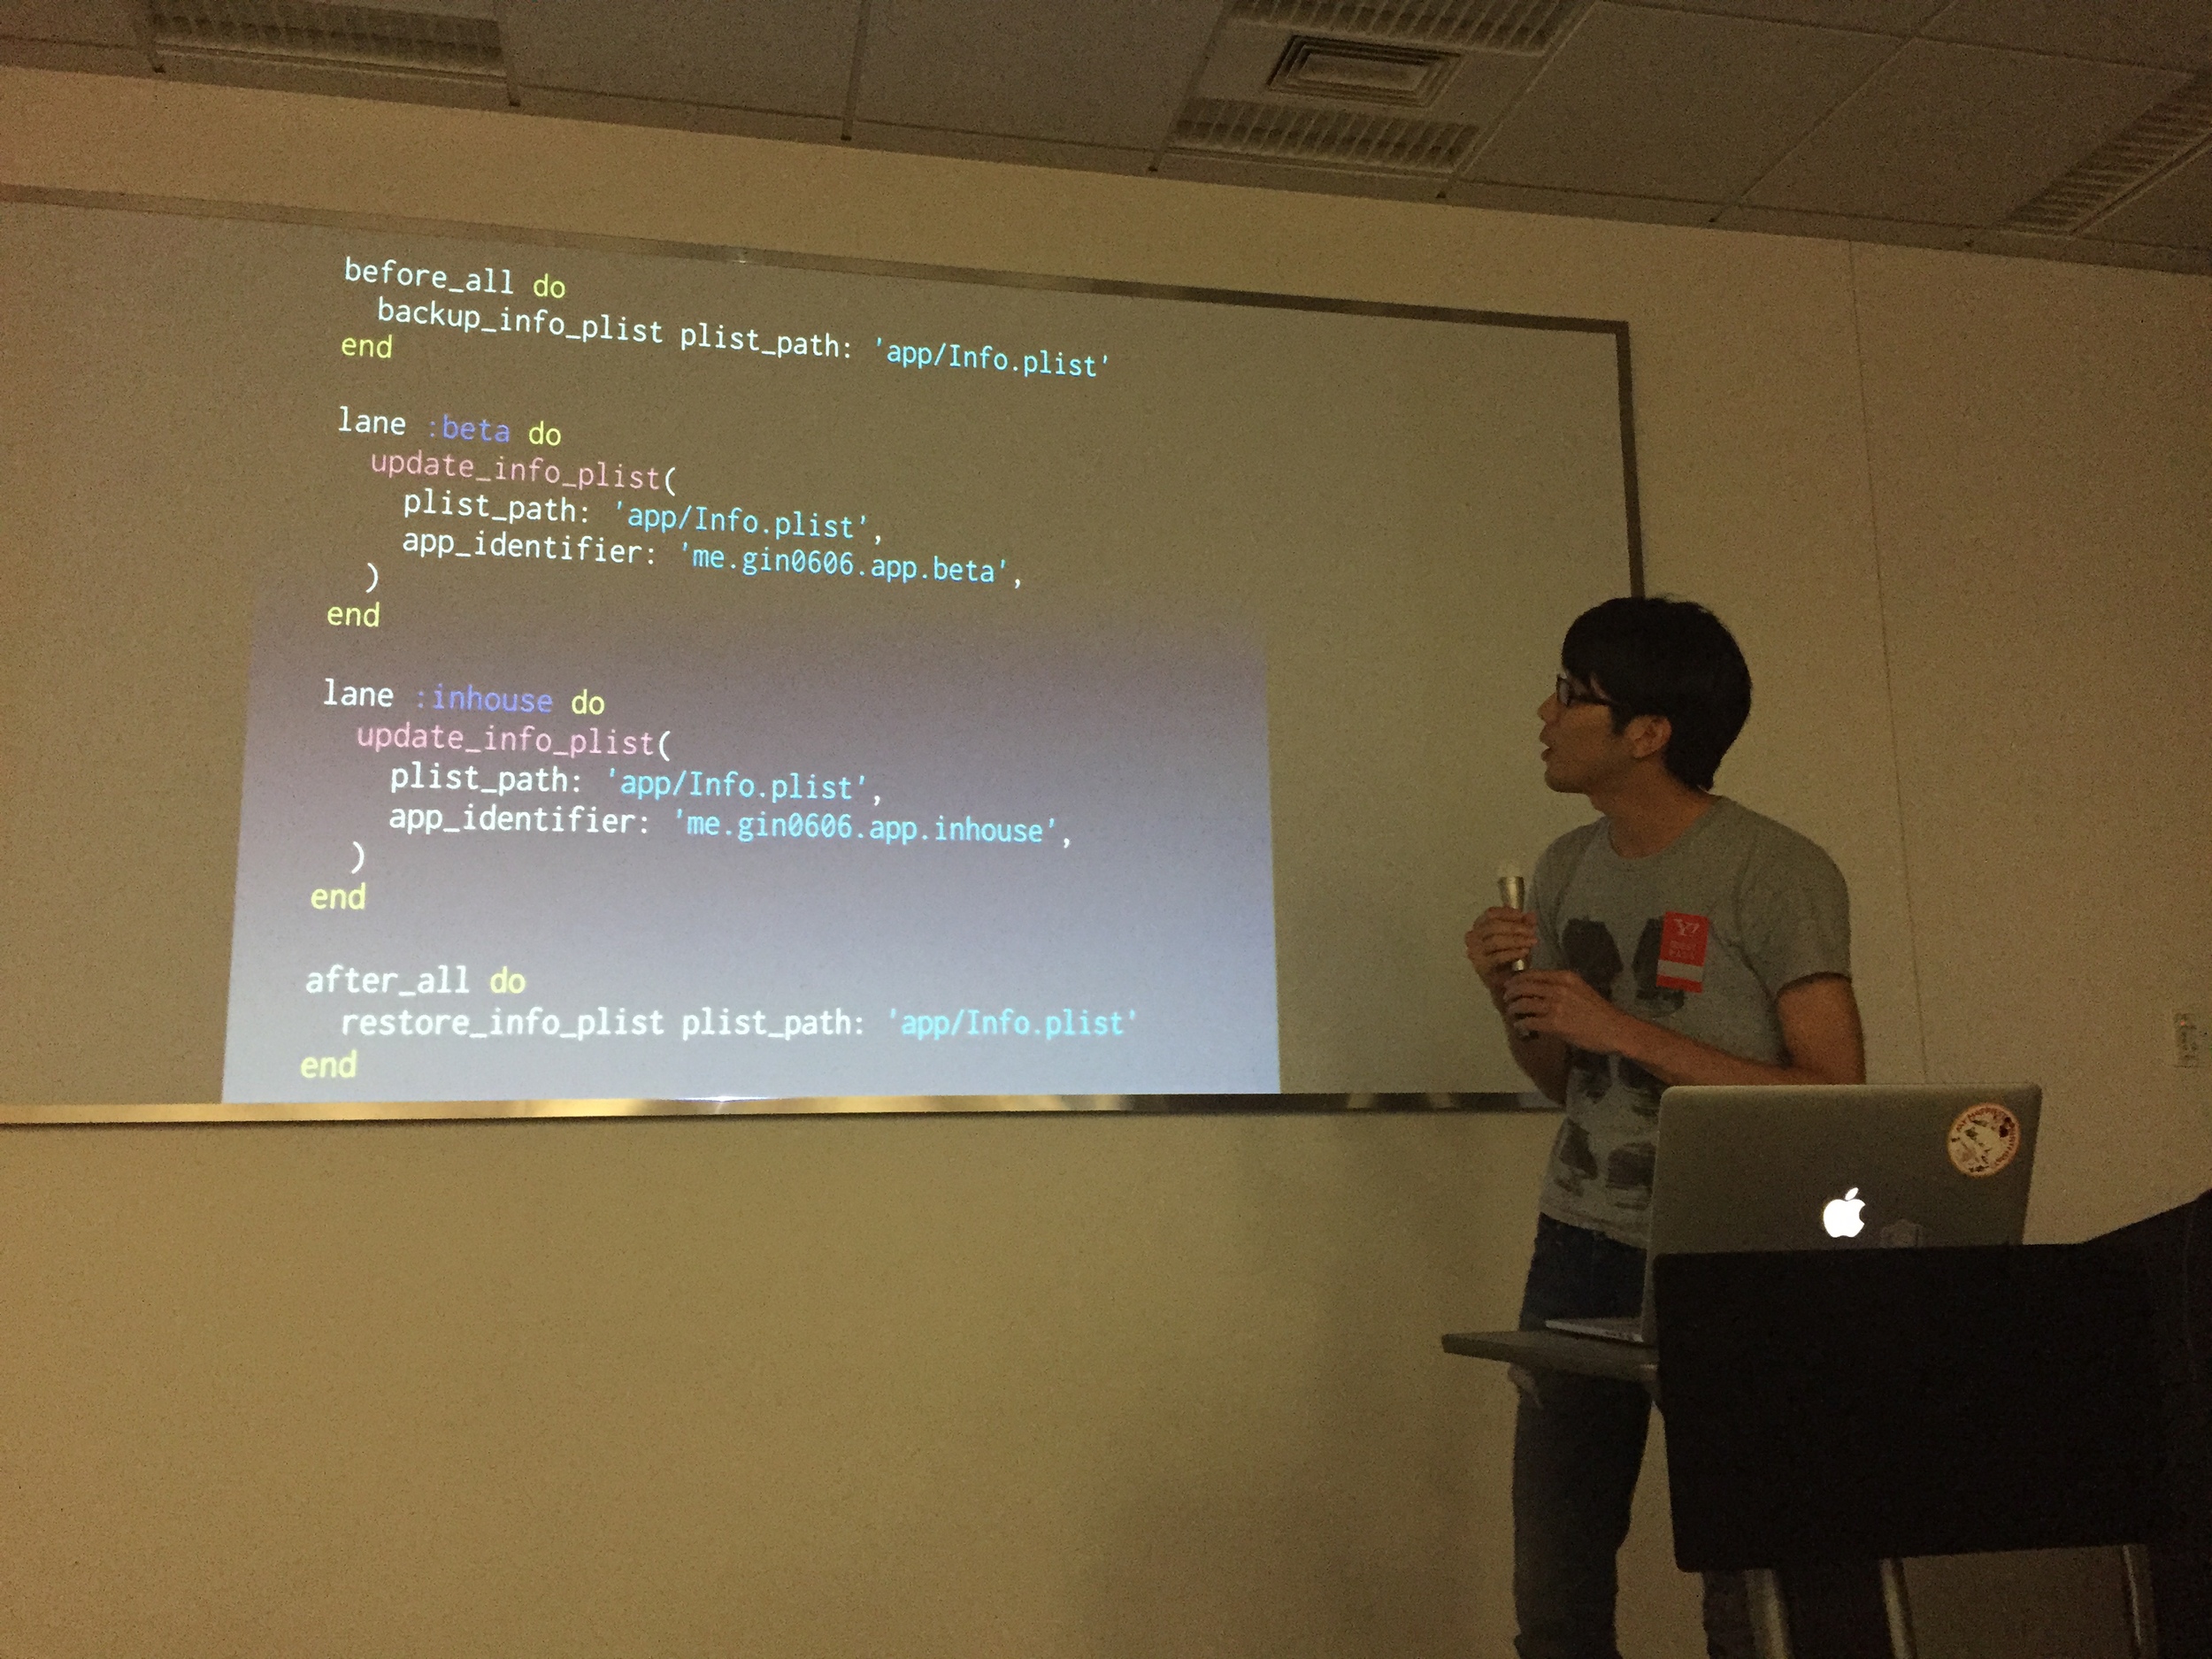 before_all do
  backup_info_plist plist_path: 'app/Info.plist'
end
lane :beta do
  update_info_plist(
    plist_path: 'app/Info.plist',
    app_identifier: 'me.gin0606.app.beta',
  )
end
lane :inhouse do
  update_info_plist(
    plist_path: 'app/Info.plist',
    app_identifier: 'me.gin0606.app.inhouse',
  )
end
after_all do
  restore_info_plist plist_path: 'app/Info.plist'
end
Y!